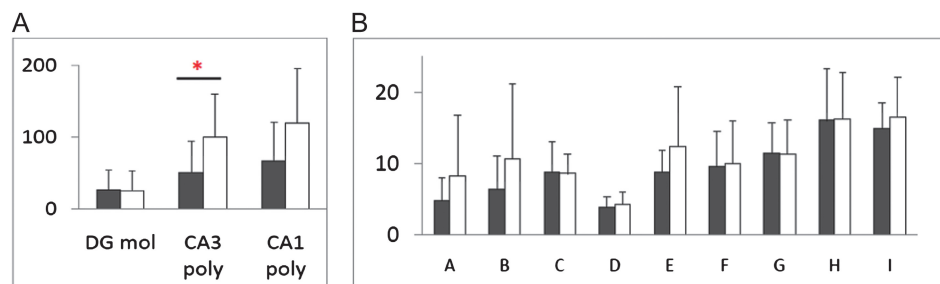 A
B
200
*
100
0
DG mol
CA3 poly
CA1 poly
20
10
0
A B C D E F G H I